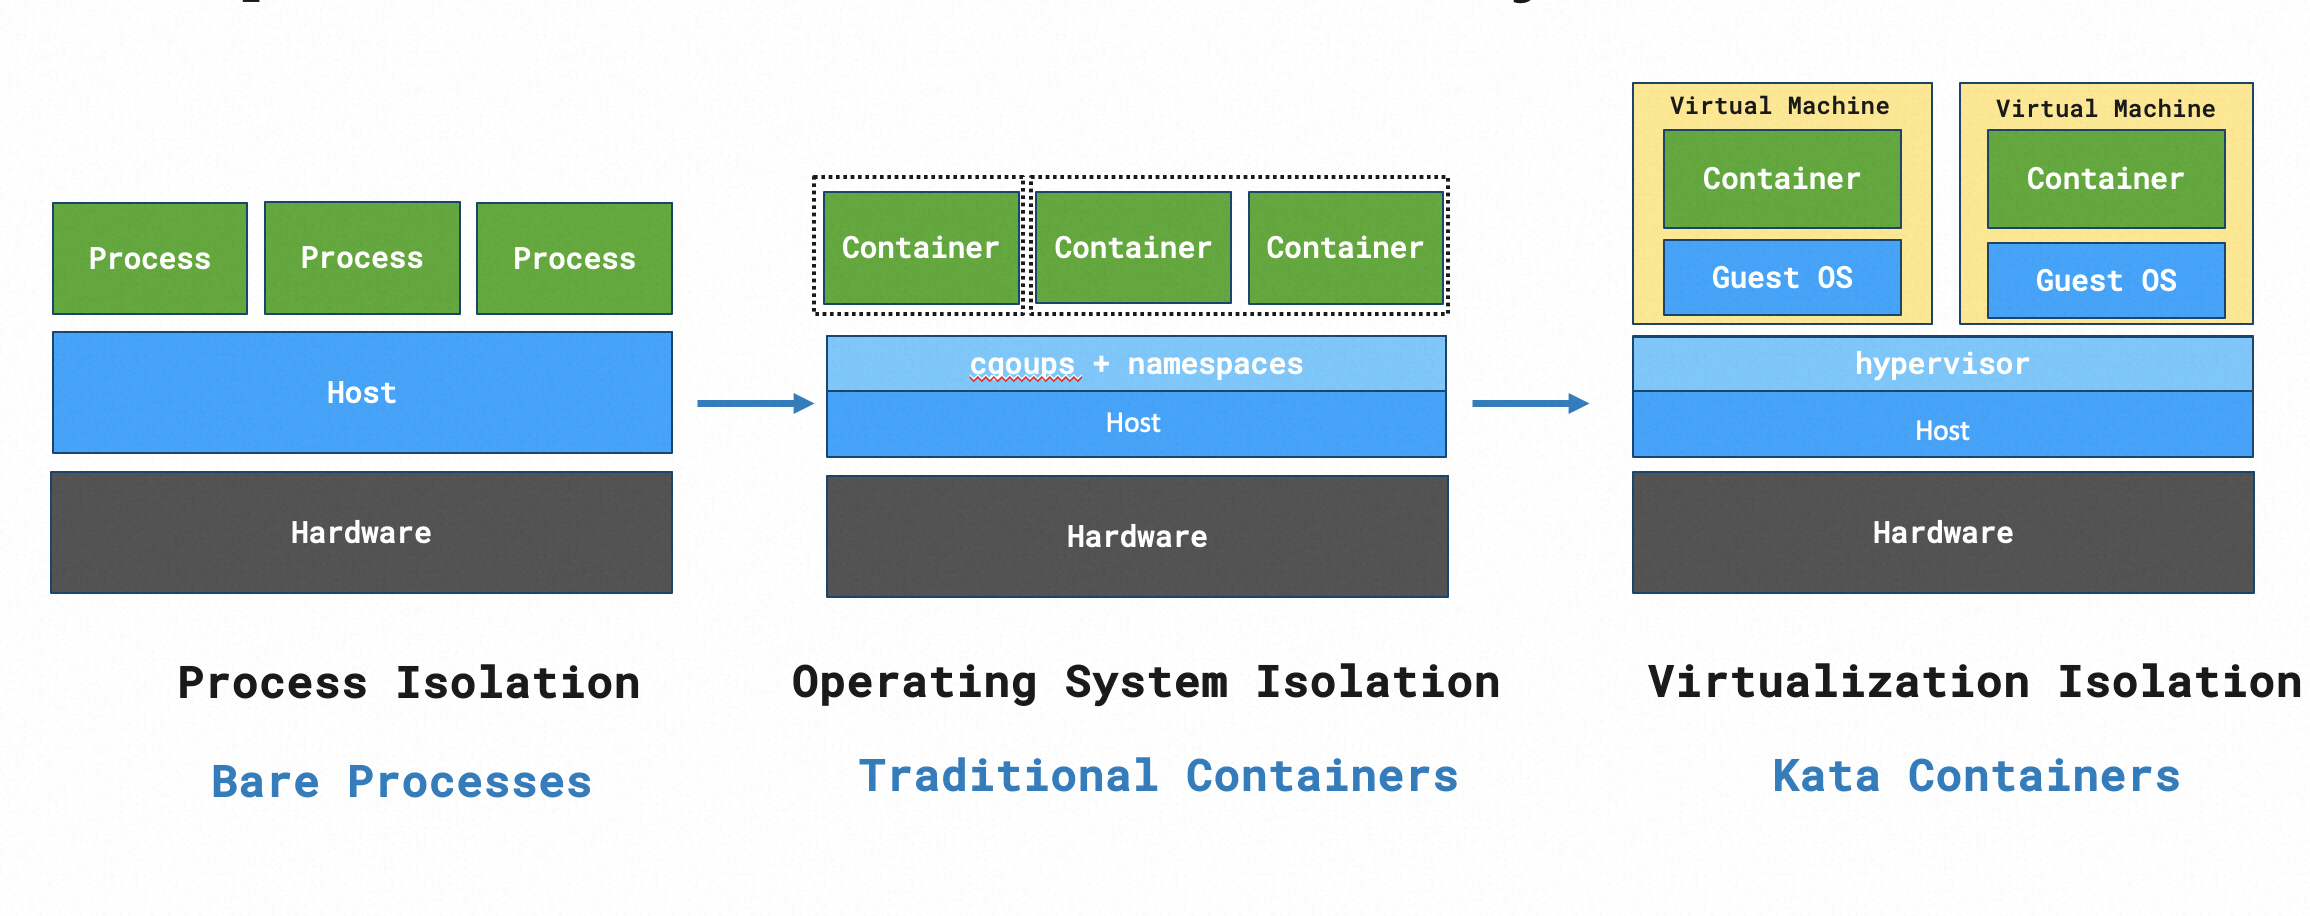 Process
Process
Process
Host
Hardware
Process Isolation
Bare Processes
Container
Container
Container
cgoups + namespaces
Host
Hardware
Operating System Isolation
Traditional Containers
Virtual Machine
Container
Guest OS
Virtual Machine
Container
Guest OS
hypervisor
Host
Hardware
Virtualization Isolation
Kata Containers